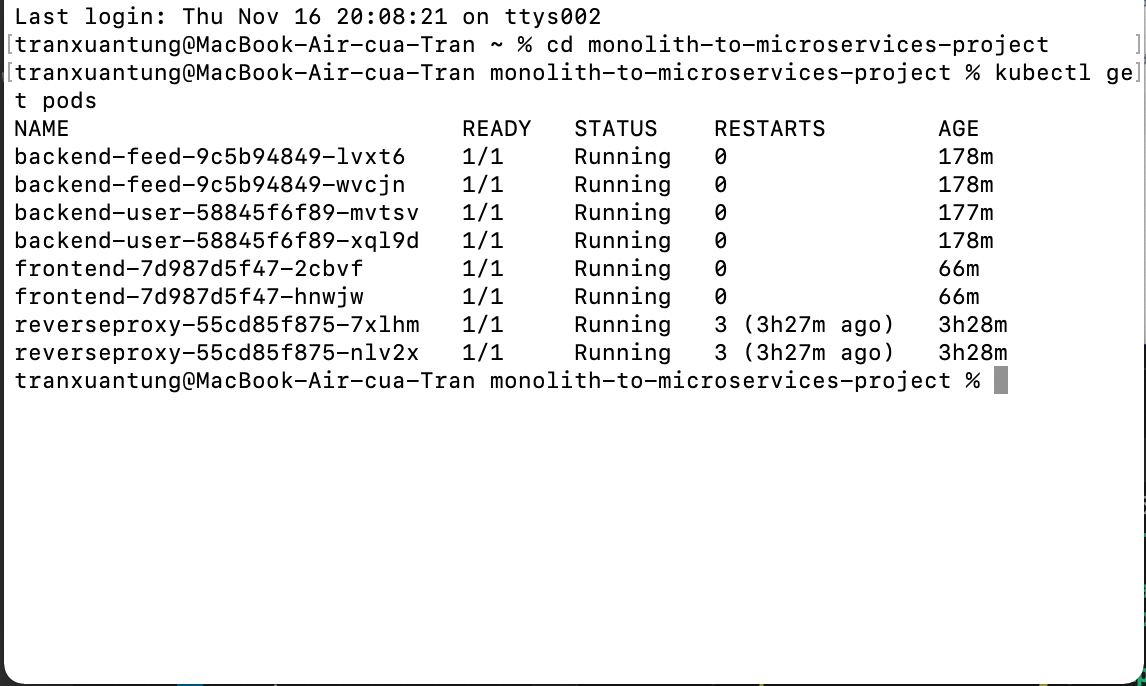 Last login: Thu Nov 16 20:08:21 on ttys002
[tranxuantung@MacBook-Air-cua-Tran ~ % cd monolith-to-microservices-project ]
[tranxuantung@MacBook-Air-cua-Tran monolith-to-microservices-project % kubectl ge]
t pods
NAME READY STATUS RESTARTS AGE
backend-feed-9c5b94849-lvxt6 1/1 Running 0 178m
backend-feed-9c5b94849-wvcjn 1/1 Running 0 178m
backend-user-58845f6f89-mvtsv 1/1 Running 0 177m
backend-user-58845f6f89-xql9d 1/1 Running 0 178m
frontend-7d987d5f47-2cbvf 1/1 Running 0 66m
frontend-7d987d5f47-hnwjw 1/1 Running 0 66m
reverseproxy-55cd85f875-7xlhm 1/1 Running 3 (3h27m ago) 3h28m
reverseproxy-55cd85f875-nlv2x 1/1 Running 3 (3h27m ago) 3h28m
tranxuantung@MacBook-Air-cua-Tran monolith-to-microservices-project %